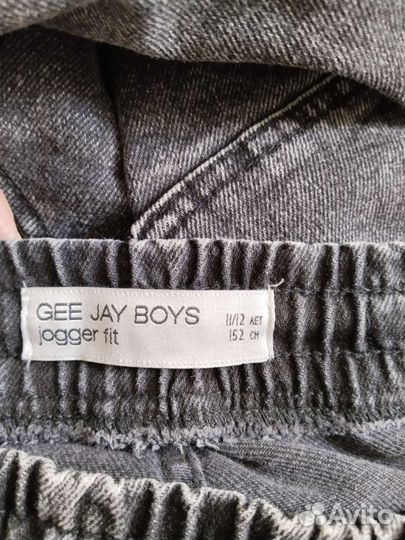 GEE JAY BOYS
jogger fit
11/12 ЛЕТ
152 СМ
Avito